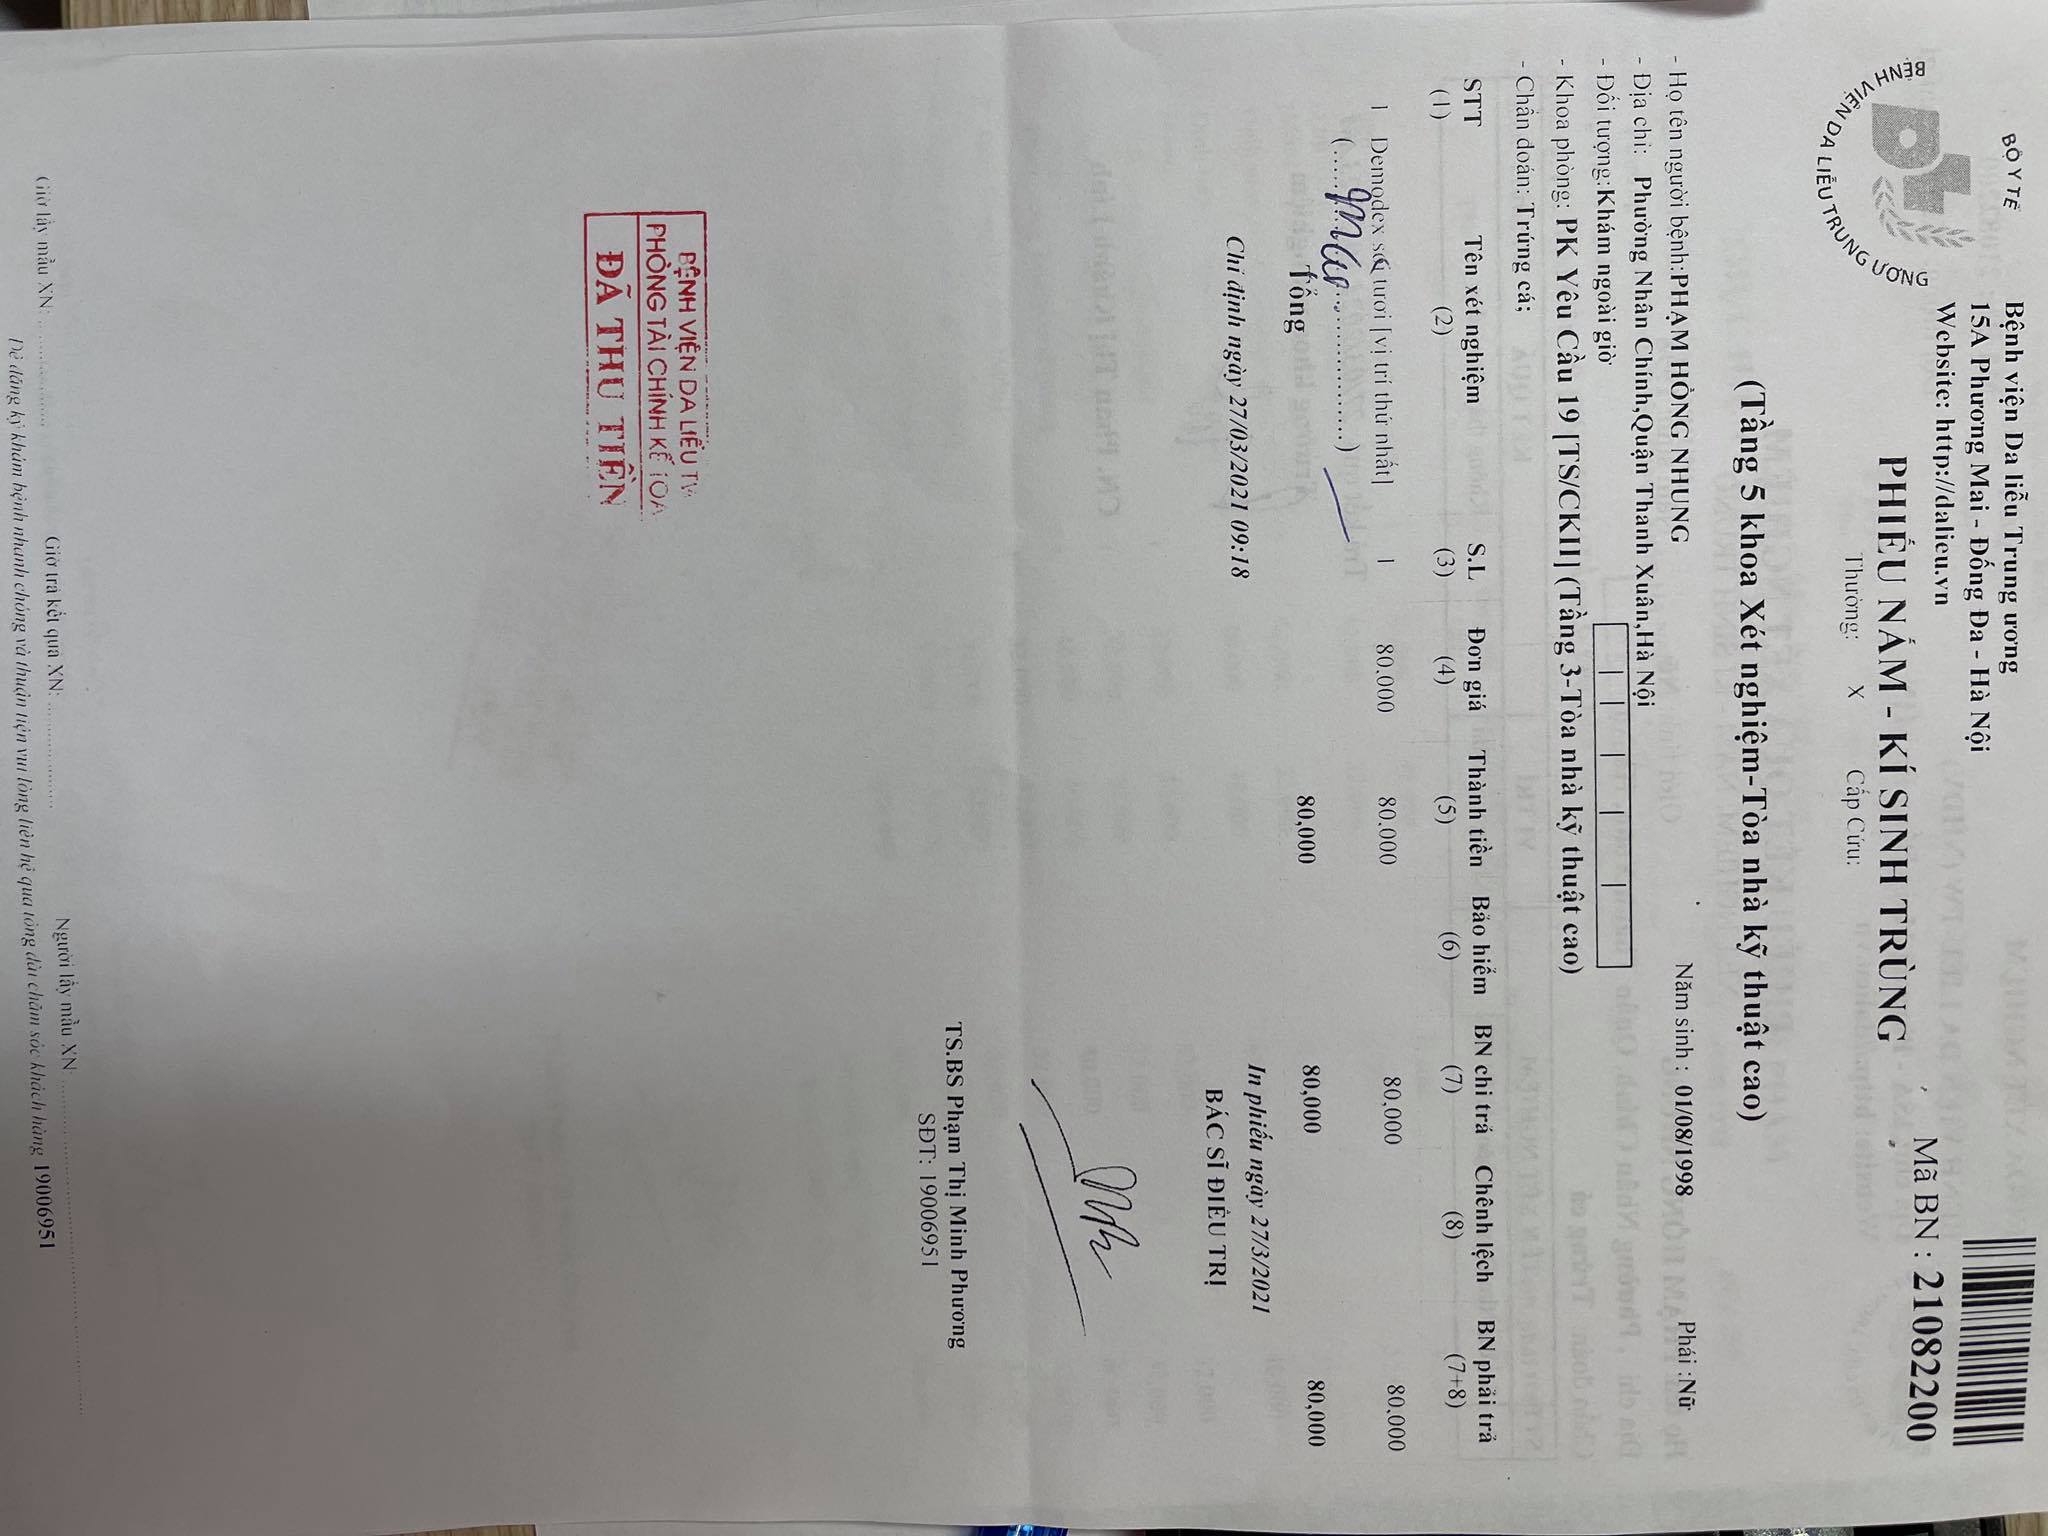 BỘ Y TẾ
BỆNH VIỆN DA LIỄU TRUNG ƯƠNG
Bệnh viện Da liễu Trung ương
15A Phương Mai - Đống Đa - Hà Nội
Website: http://dalieu.vn
Mã BN : 21082200
PHIẾU NẤM - KÍ SINH TRÙNG
Thường: X Cấp Cứu:
(Tầng 5 khoa Xét nghiệm-Tòa nhà kỹ thuật cao)
- Họ tên người bệnh:PHẠM HỒNG NHUNG Năm sinh : 01/08/1998 Phái :Nữ
- Địa chỉ: Phường Nhân Chính,Quận Thanh Xuân,Hà Nội
- Đối tượng:Khám ngoài giờ
- Khoa phòng: PK Yêu Cầu 19 [TS/CKII] (Tầng 3-Tòa nhà kỹ thuật cao)
- Chẩn đoán: Trứng cá;
STT Tên xét nghiệm S.L Đơn giá Thành tiền Bảo hiểm BN chi trả Chênh lệch BN phải trả
(1) (2) (3) (4) (5) (6) (7) (8) (7+8)
1 Demodex soi tươi [vị trí thứ nhất] 1 80.000 80.000 80,000 80.000
Tổng 80,000 80,000 80,000
Chỉ định ngày 27/03/2021 09:18
In phiếu ngày 27/3/2021
BÁC SĨ ĐIỀU TRỊ
TS.BS Phạm Thị Minh Phương
SĐT: 19006951
BỆNH VIỆN DA LIỄU TW
PHÒNG TÀI CHÍNH KẾ TOÁ
ĐÃ THU TIỀN
Giờ lấy mẫu XN: .................... Giờ trả kết quả XN: .................... Người lấy mẫu XN: ............................................................
Để đăng ký khám bệnh nhanh chóng và thuận tiện vui lòng liên hệ qua tổng đài chăm sóc khách hàng 19006951